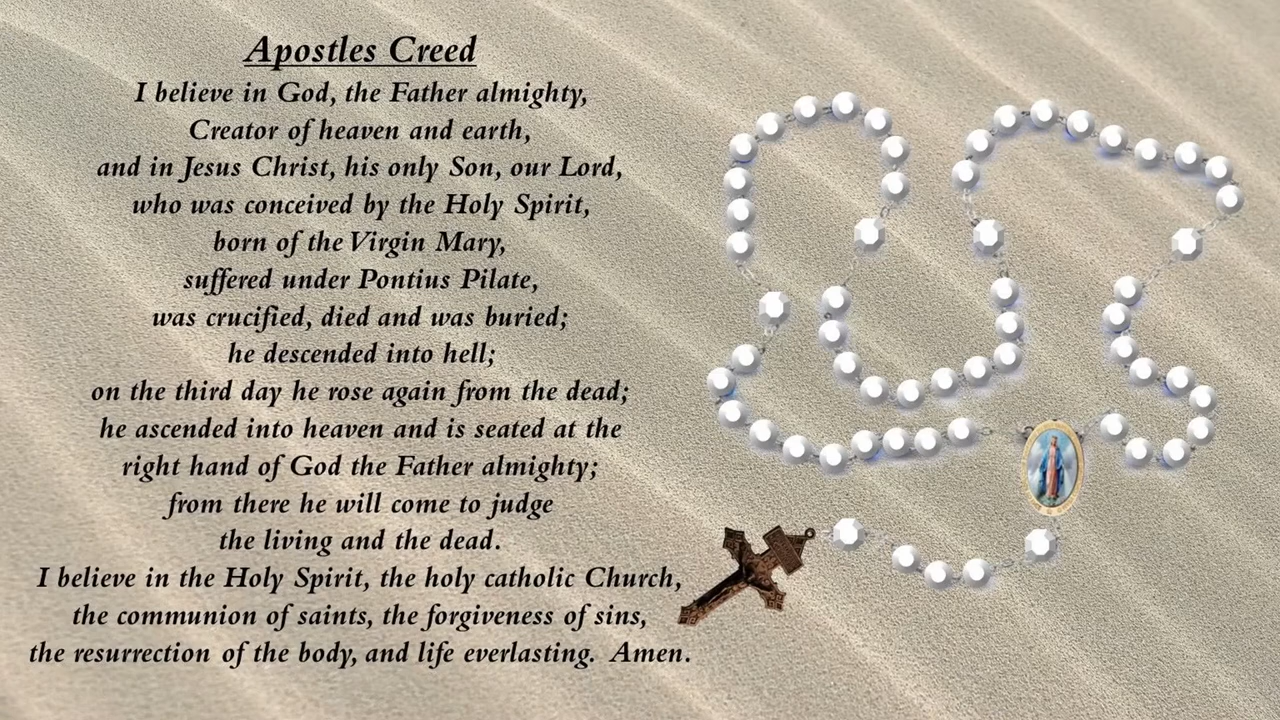 Apostles Creed
I believe in God, the Father almighty,
Creator of heaven and earth,
and in Jesus Christ, his only Son, our Lord,
who was conceived by the Holy Spirit,
born of the Virgin Mary,
suffered under Pontius Pilate,
was crucified, died and was buried;
he descended into hell;
on the third day he rose again from the dead;
he ascended into heaven and is seated at the
right hand of God the Father almighty;
from there he will come to judge
the living and the dead.
I believe in the Holy Spirit, the holy catholic Church,
the communion of saints, the forgiveness of sins,
the resurrection of the body, and life everlasting. Amen.